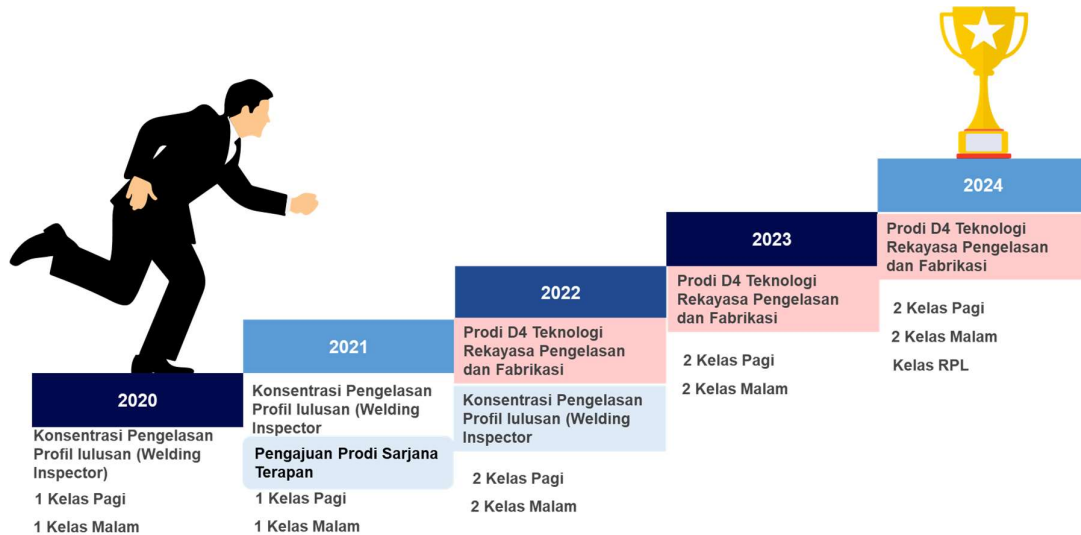 2020
Konsentrasi Pengelasan
Profil lulusan (Welding
Inspector)
1 Kelas Pagi
1 Kelas Malam
2021
Konsentrasi Pengelasan
Profil lulusan (Welding
Inspector
Pengajuan Prodi Sarjana
Terapan
1 Kelas Pagi
1 Kelas Malam
2022
Prodi D4 Teknologi
Rekayasa Pengelasan
dan Fabrikasi
Konsentrasi Pengelasan
Profil lulusan (Welding
Inspector
2 Kelas Pagi
2 Kelas Malam
2023
Prodi D4 Teknologi
Rekayasa Pengelasan
dan Fabrikasi
2 Kelas Pagi
2 Kelas Malam
2024
Prodi D4 Teknologi
Rekayasa Pengelasan
dan Fabrikasi
2 Kelas Pagi
2 Kelas Malam
Kelas RPL